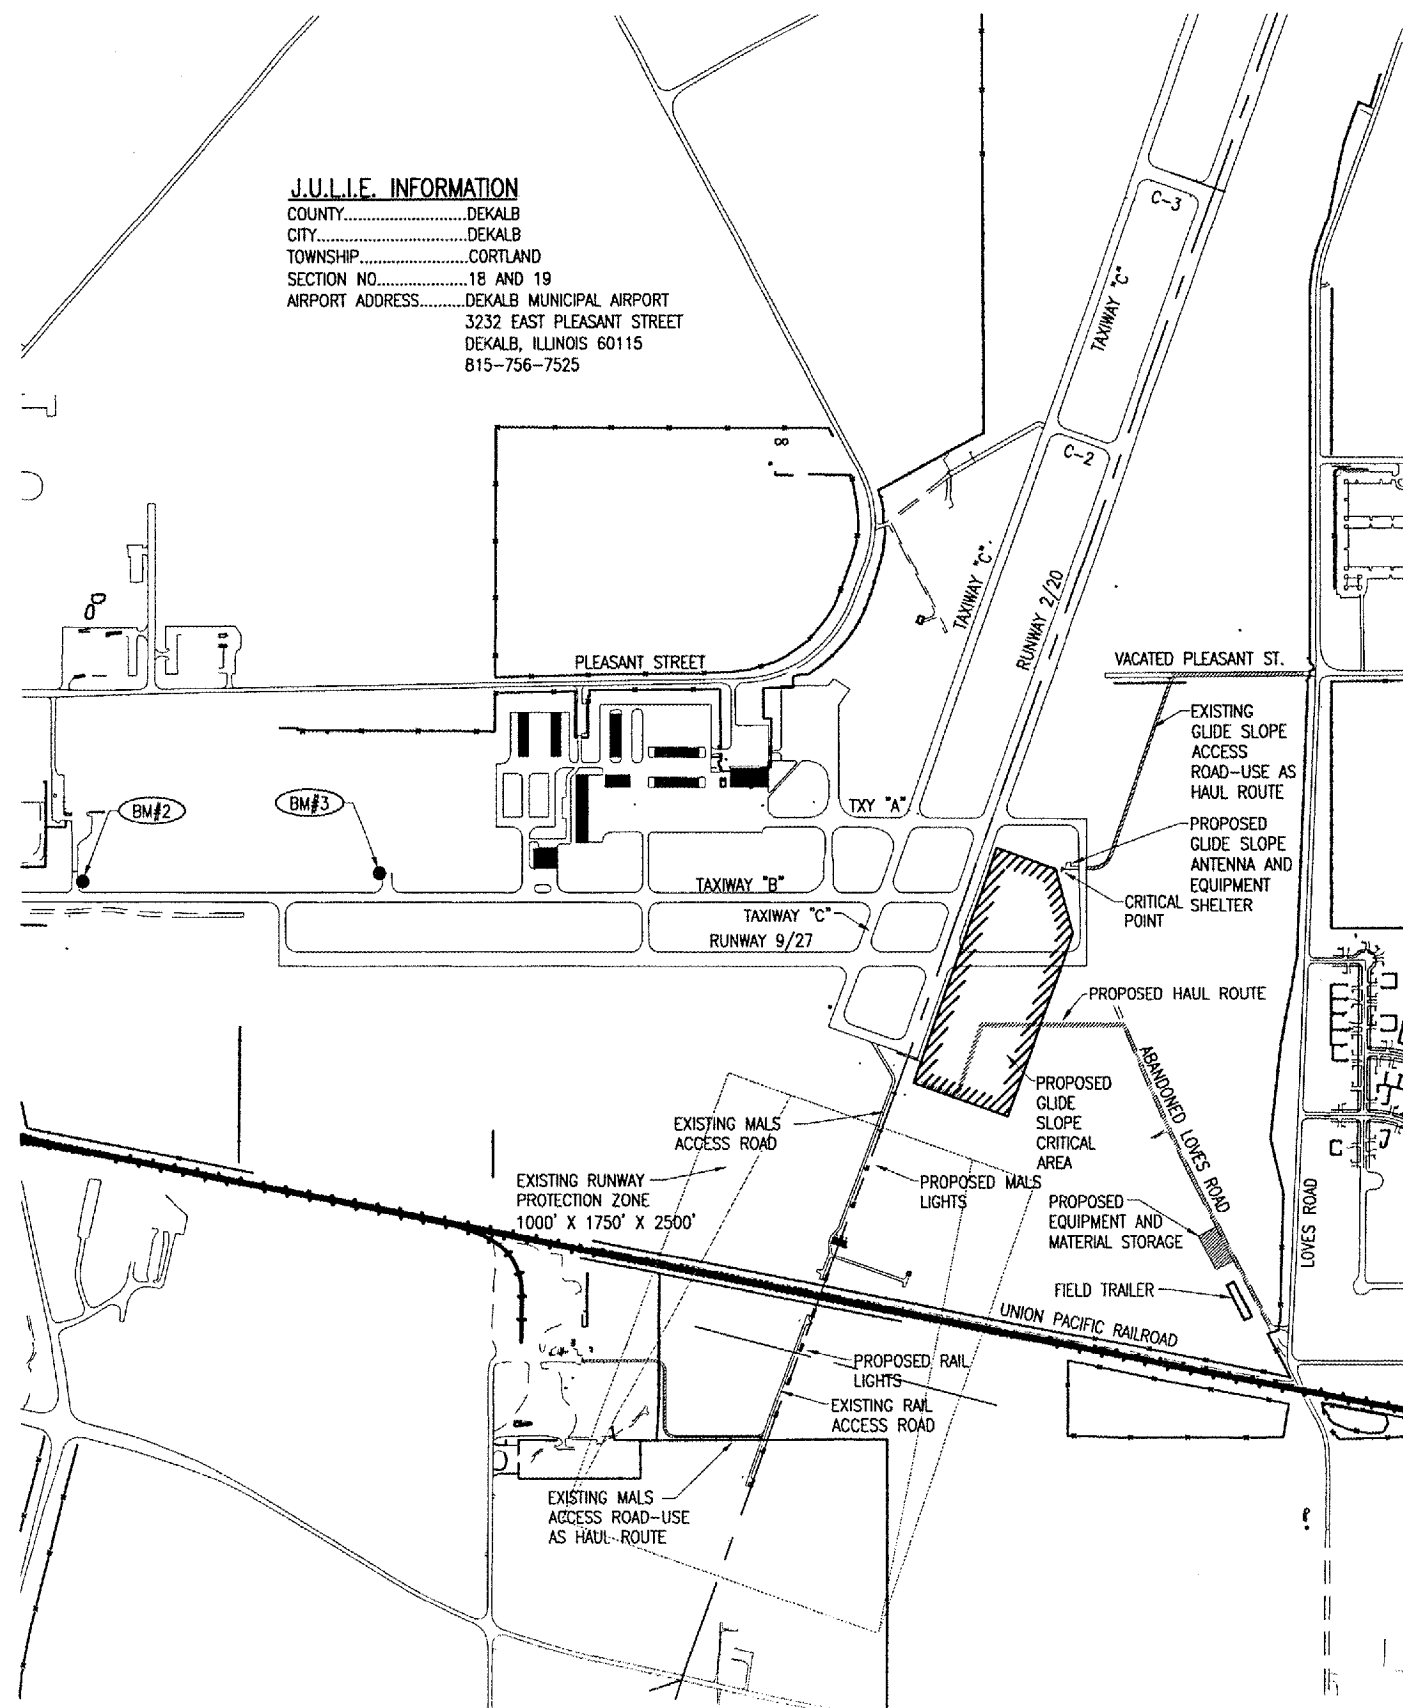 J.U.L.I.E. INFORMATION
COUNTY.......................DEKALB
CITY............................DEKALB
TOWNSHIP....................CORTLAND
SECTION NO.................18 AND 19
AIRPORT ADDRESS.........DEKALB MUNICIPAL AIRPORT
3232 EAST PLEASANT STREET
DEKALB, ILLINOIS 60115
815-756-7525
C-3
TAXIWAY "C"
C-2
TAXIWAY "C"
RUNWAY 2/20
PLEASANT STREET
VACATED PLEASANT ST.
EXISTING
GLIDE SLOPE
ACCESS
ROAD-USE AS
HAUL ROUTE
BM#2
BM#3
TXY "A"
PROPOSED
GLIDE SLOPE
ANTENNA AND
EQUIPMENT
SHELTER
CRITICAL
POINT
TAXIWAY "B"
TAXIWAY "C"
RUNWAY 9/27
PROPOSED HAUL ROUTE
ABANDONED LOVES ROAD
PROPOSED
GLIDE
SLOPE
CRITICAL
AREA
EXISTING MALS
ACCESS ROAD
EXISTING RUNWAY
PROTECTION ZONE
1000' X 1750' X 2500'
PROPOSED MALS
LIGHTS
PROPOSED
EQUIPMENT AND
MATERIAL STORAGE
LOVES ROAD
FIELD TRAILER
UNION PACIFIC RAILROAD
PROPOSED RAIL
LIGHTS
EXISTING RAIL
ACCESS ROAD
EXISTING MALS
ACCESS ROAD-USE
AS HAUL ROUTE